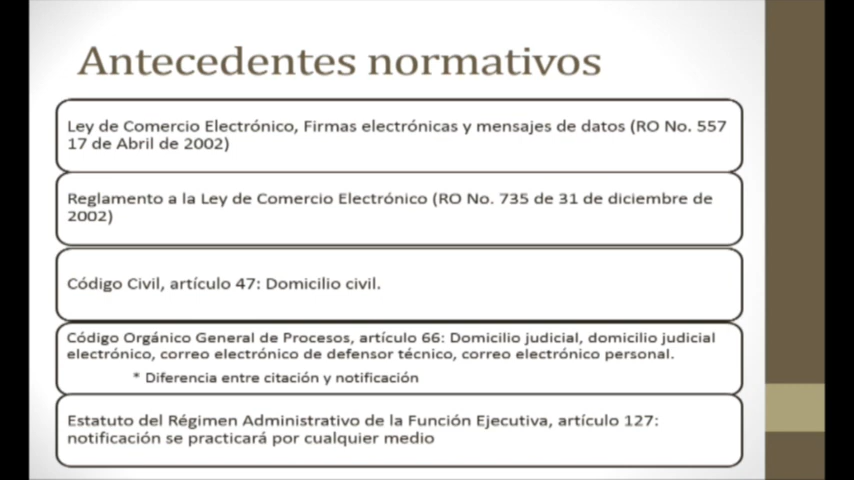 Antecedentes normativos
Ley de Comercio Electrónico, Firmas electrónicas y mensajes de datos (RO No. 557
17 de Abril de 2002)
Reglamento a la Ley de Comercio Electrónico (RO No. 735 de 31 de diciembre de
2002)
Código Civil, artículo 47: Domicilio civil.
Código Orgánico General de Procesos, artículo 66: Domicilio judicial, domicilio judicial
electrónico, correo electrónico de defensor técnico, correo electrónico personal.
* Diferencia entre citación y notificación
Estatuto del Régimen Administrativo de la Función Ejecutiva, artículo 127:
notificación se practicará por cualquier medio